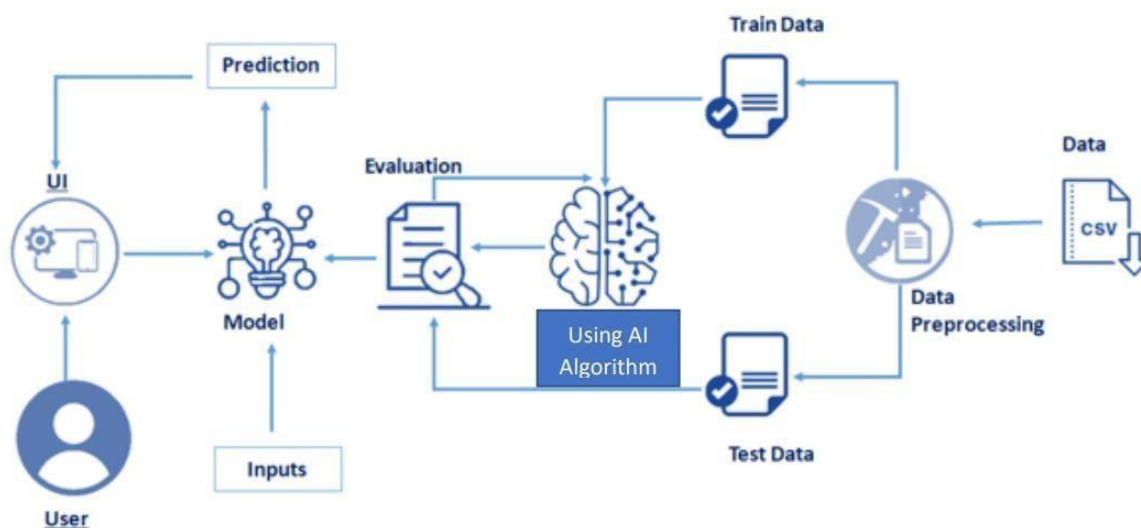 Train Data
Prediction
Data
Evaluation
UI
CSV
Model
Data
Preprocessing
Using AI
Algorithm
Inputs
Test Data
User